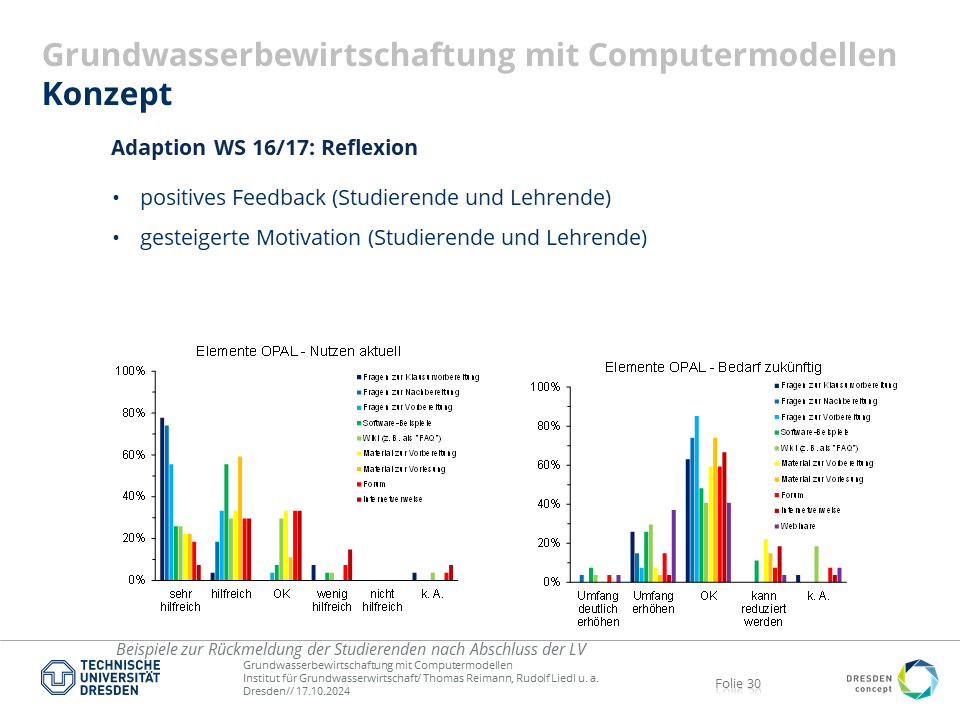 Grundwasserbewirtschaftung mit Computermodellen
Konzept
Adaption WS 16/17: Reflexion
• positives Feedback (Studierende und Lehrende)
• gesteigerte Motivation (Studierende und Lehrende)
Elemente OPAL - Nutzen aktuell
100%
80%
60%
40%
20%
0%
Fragen zur Klausurvorbereitung
Fragen zur Nachbereitung
Fragen zur Vorbereitung
Software-Beispiele
Wiki (z. B. als "FAQ")
Material zur Vorbereitung
Material zur Vorlesung
Forum
Internetverweise
sehr hilfreich
hilfreich
OK
wenig hilfreich
nicht hilfreich
k. A.
Elemente OPAL - Bedarf zukünftig
100%
80%
60%
40%
20%
0%
Fragen zur Klausurvorbereitung
Fragen zur Nachbereitung
Fragen zur Vorbereitung
Software-Beispiele
Wiki (z. B. als "FAQ")
Material zur Vorbereitung
Material zur Vorlesung
Forum
Internetverweise
Webinare
Umfang deutlich erhöhen
Umfang erhöhen
OK
kann reduziert werden
k. A.
Beispiele zur Rückmeldung der Studierenden nach Abschluss der LV
TECHNISCHE
UNIVERSITÄT
DRESDEN
Grundwasserbewirtschaftung mit Computermodellen
Institut für Grundwasserwirtschaft/ Thomas Reimann, Rudolf Liedl u. a.
Dresden// 17.10.2024
Folie 30
DRESDEN
concept